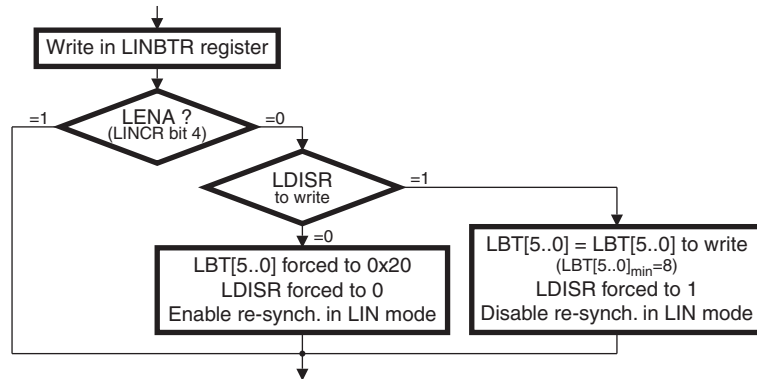 Write in LINBTR register
LENA ?
(LINCR bit 4)
=1
=0
LDISR
to write
=1
=0
LBT[5..0] forced to 0x20
LDISR forced to 0
Enable re-synch. in LIN mode
LBT[5..0] = LBT[5..0] to write
(LBT[5..0]min=8)
LDISR forced to 1
Disable re-synch. in LIN mode